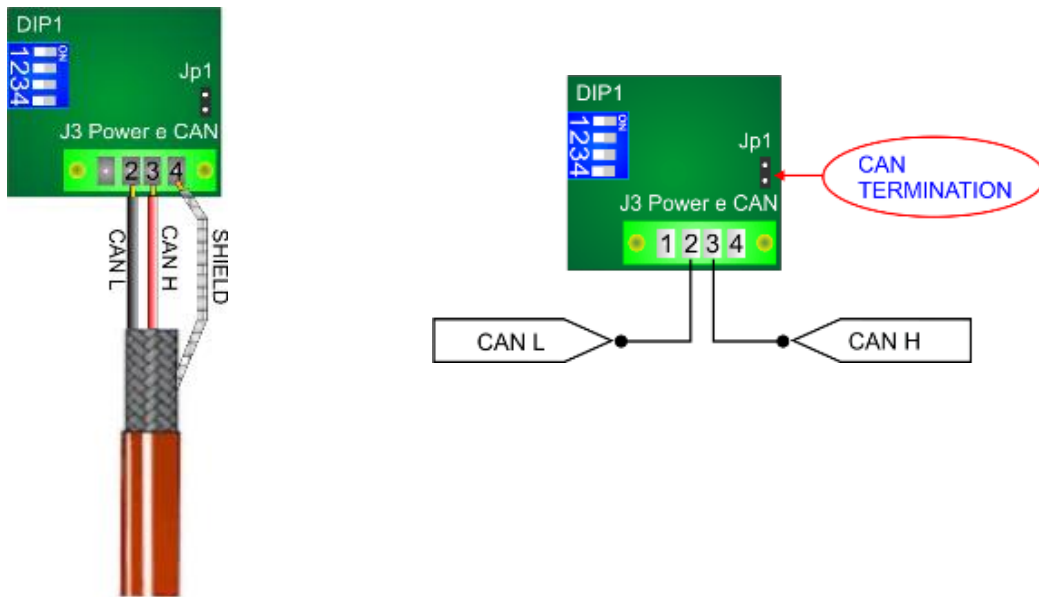 DIP1
ON
1
2
3
4
Jp1
J3 Power e CAN
2 3 4
CAN L
CAN H
SHIELD
DIP1
ON
1
2
3
4
Jp1
J3 Power e CAN
1 2 3 4
CAN
TERMINATION
CAN L
CAN H